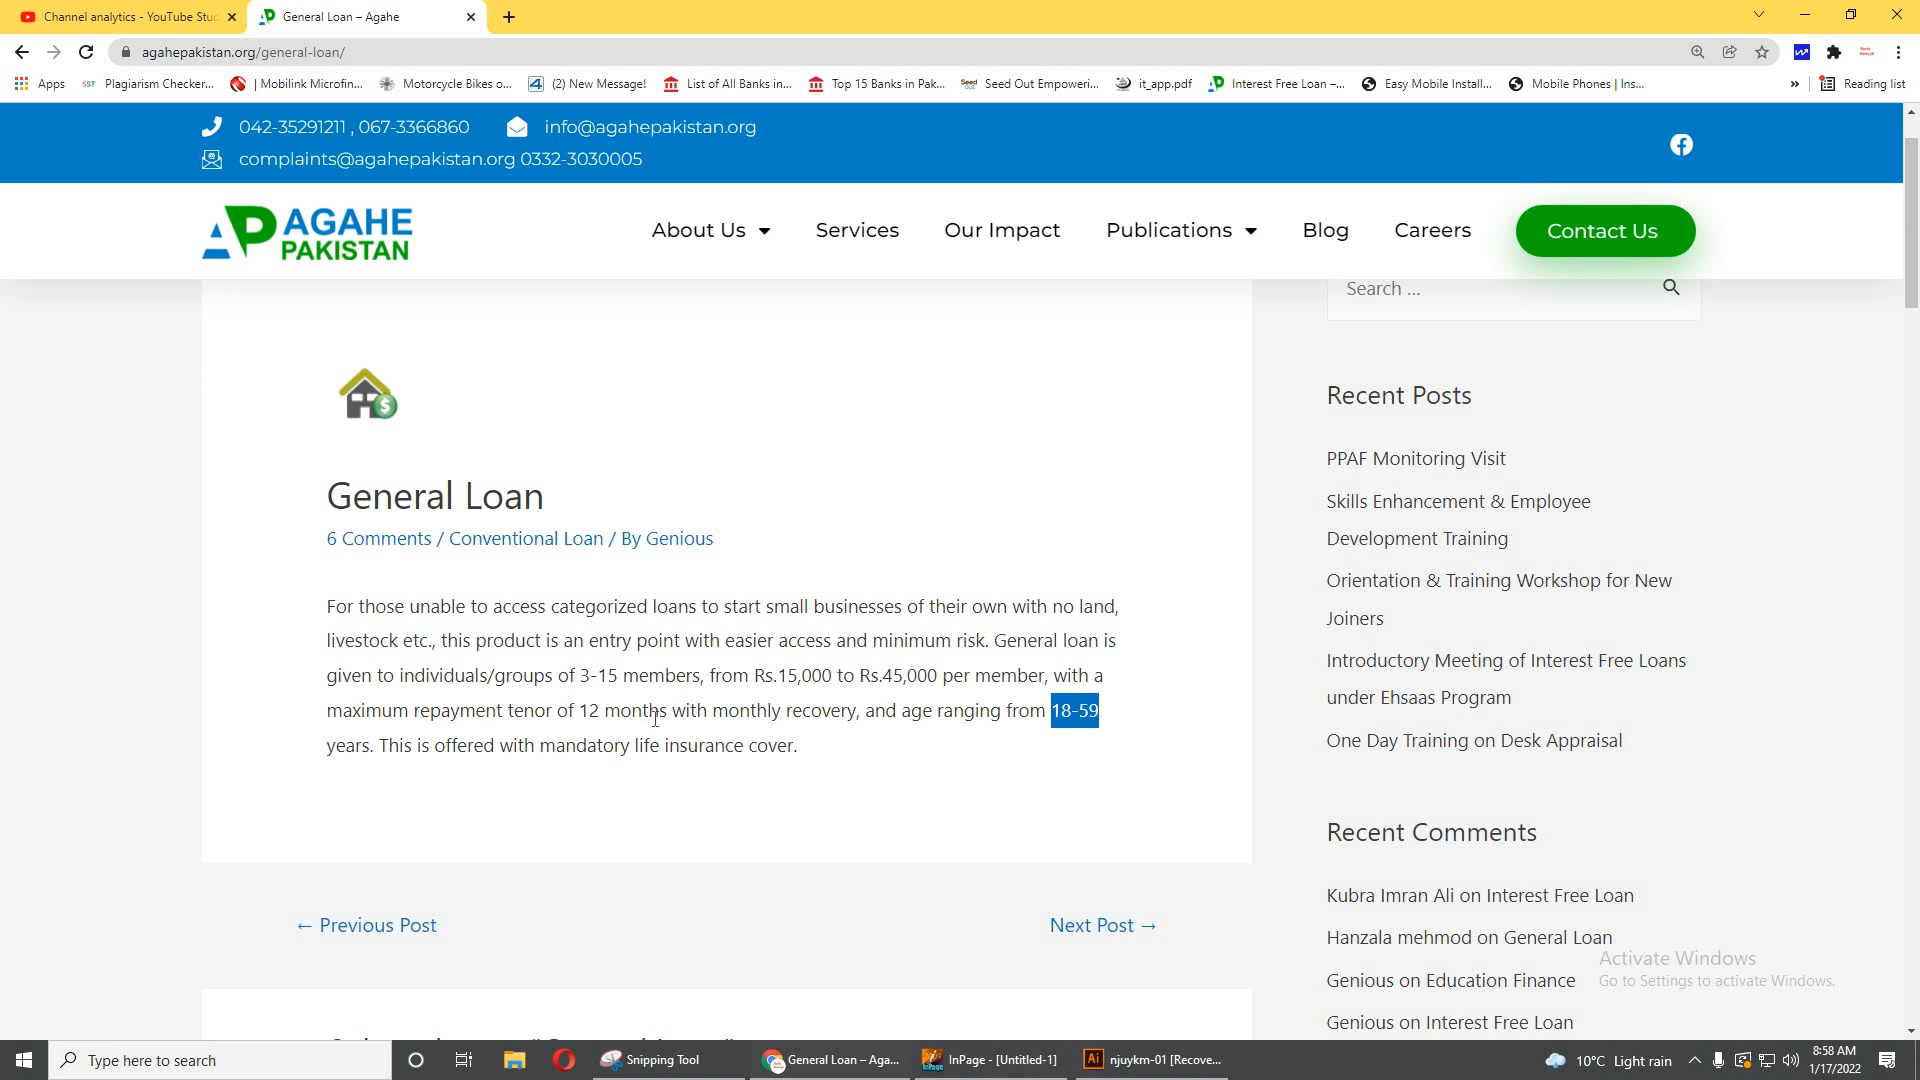 Channel analytics - YouTube Stu
General Loan – Agahe
agahepakistan.org/general-loan/
Apps
SST Plagiarism Checker...
| Mobilink Microfin...
Motorcycle Bikes o...
(2) New Message!
List of All Banks in...
Top 15 Banks in Pak...
Seed Out Empoweri...
it_app.pdf
Interest Free Loan –...
Easy Mobile Install...
Mobile Phones | Ins...
»
Reading list
042-35291211 , 067-3366860
info@agahepakistan.org
complaints@agahepakistan.org 0332-3030005
AGAHE
PAKISTAN
About Us
Services
Our Impact
Publications
Blog
Careers
Contact Us
Search ...
General Loan
6 Comments / Conventional Loan / By Genious
For those unable to access categorized loans to start small businesses of their own with no land,
livestock etc., this product is an entry point with easier access and minimum risk. General loan is
given to individuals/groups of 3-15 members, from Rs.15,000 to Rs.45,000 per member, with a
maximum repayment tenor of 12 months with monthly recovery, and age ranging from 18-59
years. This is offered with mandatory life insurance cover.
← Previous Post
Next Post →
Recent Posts
PPAF Monitoring Visit
Skills Enhancement & Employee
Development Training
Orientation & Training Workshop for New
Joiners
Introductory Meeting of Interest Free Loans
under Ehsaas Program
One Day Training on Desk Appraisal
Recent Comments
Kubra Imran Ali on Interest Free Loan
Hanzala mehmod on General Loan
Genious on Education Finance
Genious on Interest Free Loan
Activate Windows
Go to Settings to activate Windows.
Type here to search
Snipping Tool
General Loan – Aga...
InPage - [Untitled-1]
njuykm-01 [Recove...
10°C Light rain
8:58 AM
1/17/2022